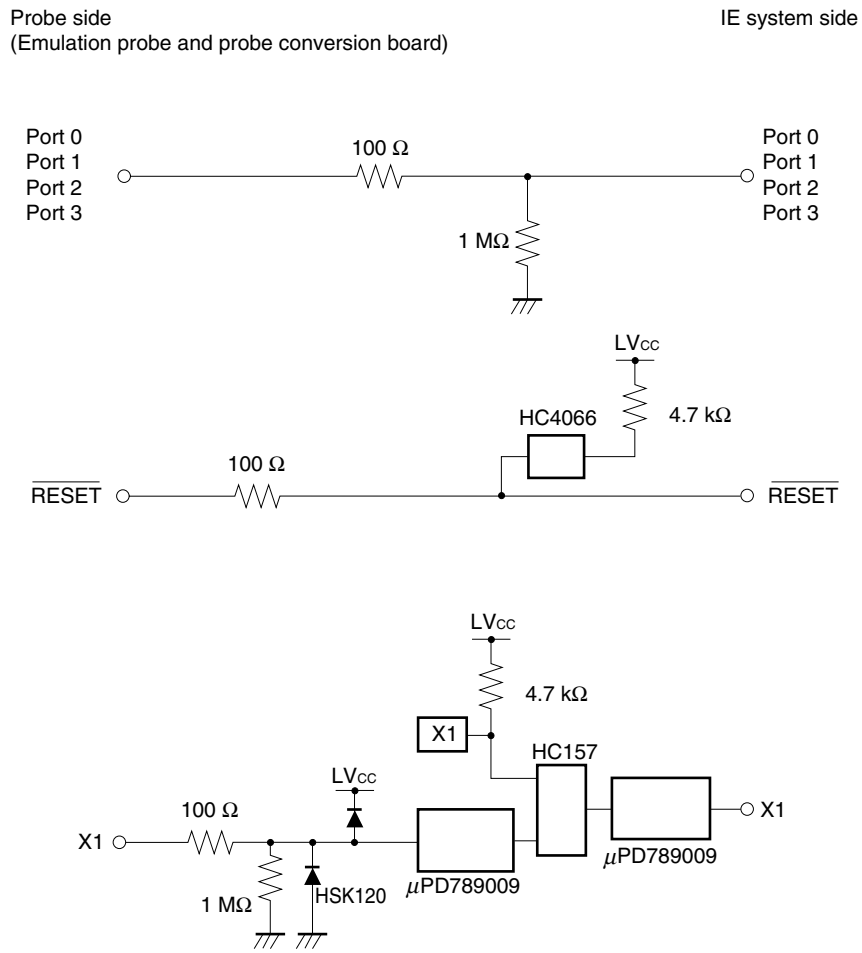 Probe side
(Emulation probe and probe conversion board)
IE system side
Port 0
Port 1
Port 2
Port 3
100 Ω
1 MΩ
Port 0
Port 1
Port 2
Port 3
LVCC
4.7 kΩ
HC4066
100 Ω
RESET
RESET
LVCC
4.7 kΩ
X1
HC157
LVCC
100 Ω
X1
X1
μPD789009
μPD789009
HSK120
1 MΩ